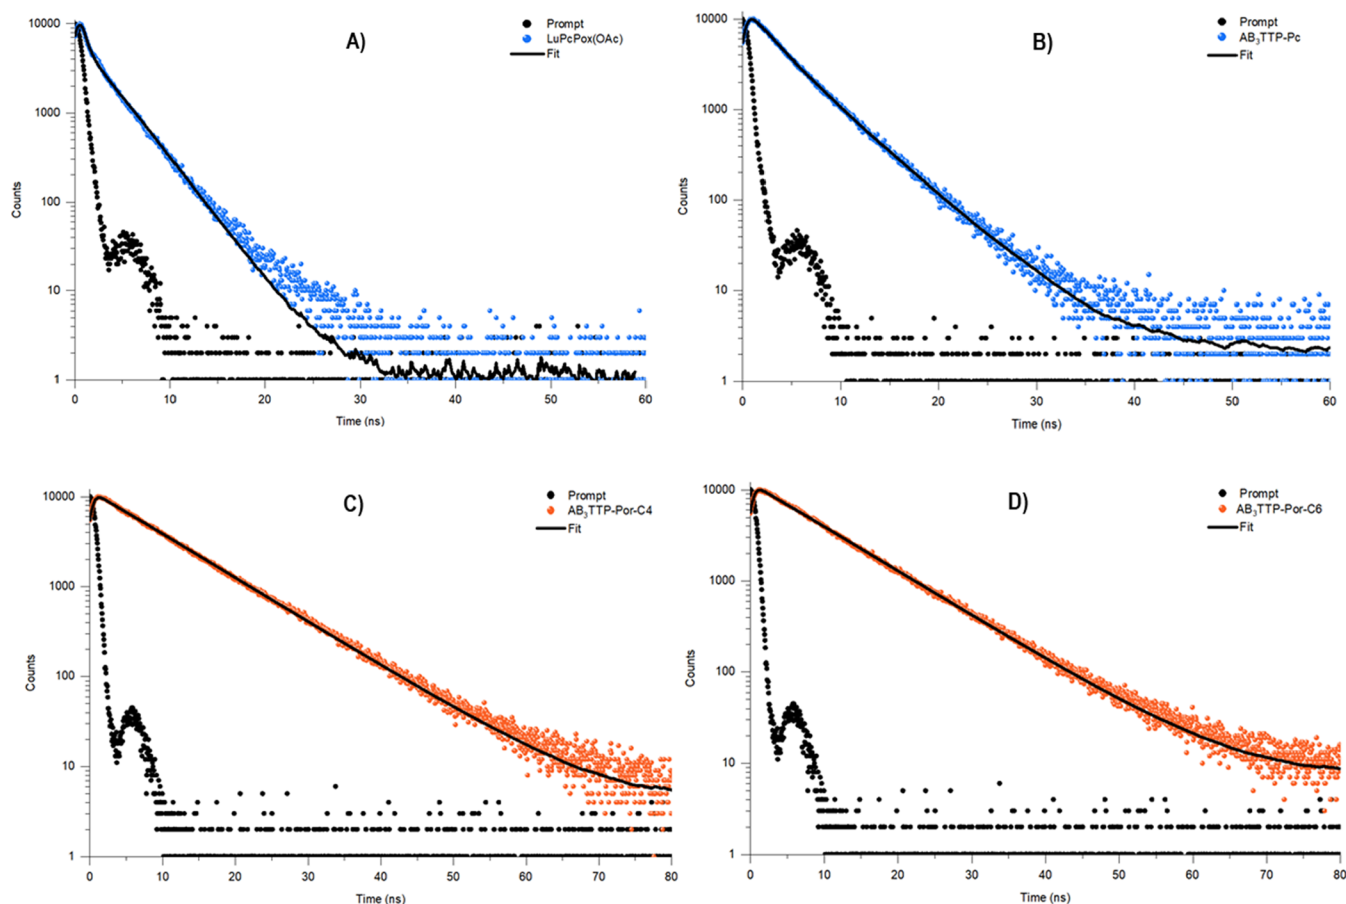 A)
Prompt
LuPcPox(OAc)
Fit
10000
1000
100
10
1
Counts
0 10 20 30 40 50 60
Time (ns)
B)
Prompt
AB₃TTP-Pc
Fit
10000
1000
100
10
1
Counts
0 10 20 30 40 50 60
Time (ns)
C)
Prompt
AB₃TTP-Por-C4
Fit
10000
1000
100
10
1
Counts
0 10 20 30 40 50 60 70 80
Time (ns)
D)
Prompt
AB₃TTP-Por-C6
Fit
10000
1000
100
10
1
Counts
0 10 20 30 40 50 60 70 80
Time (ns)